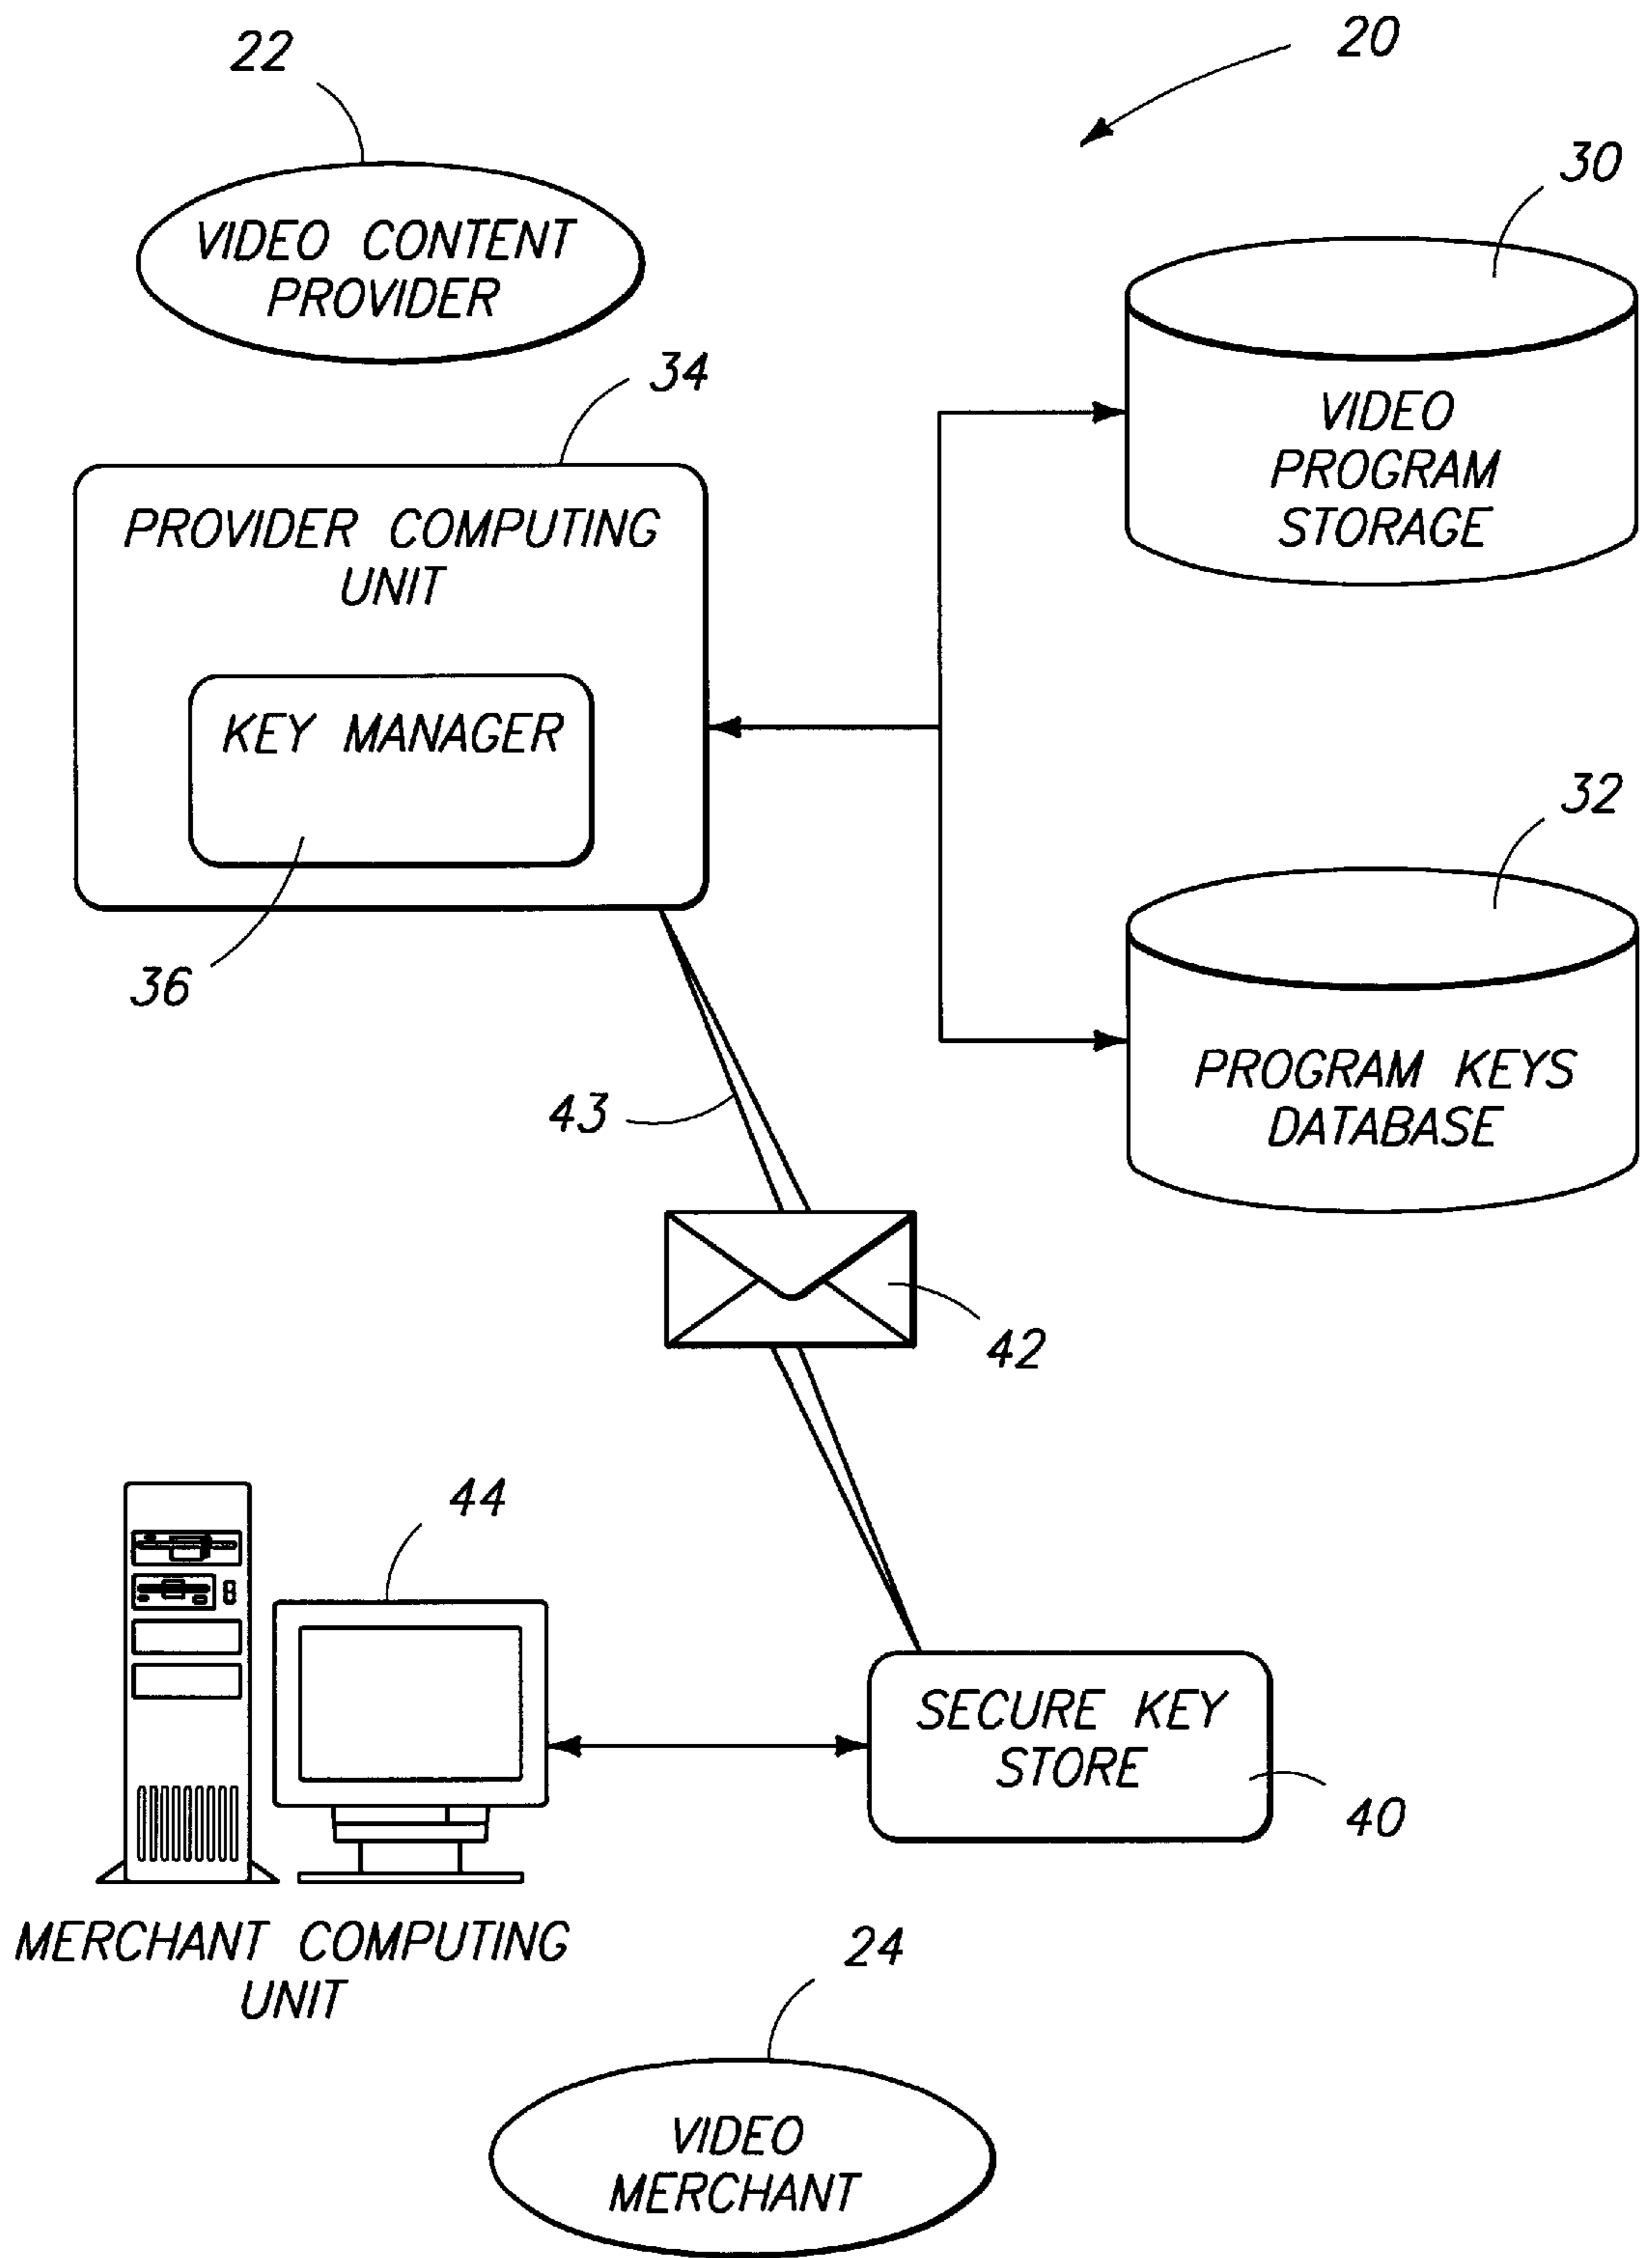 22
20
VIDEO CONTENT
PROVIDER
30
VIDEO
PROGRAM
STORAGE
34
PROVIDER COMPUTING
UNIT
KEY MANAGER
36
32
PROGRAM KEYS
DATABASE
43
42
44
SECURE KEY
STORE
40
MERCHANT COMPUTING
UNIT
24
VIDEO
MERCHANT